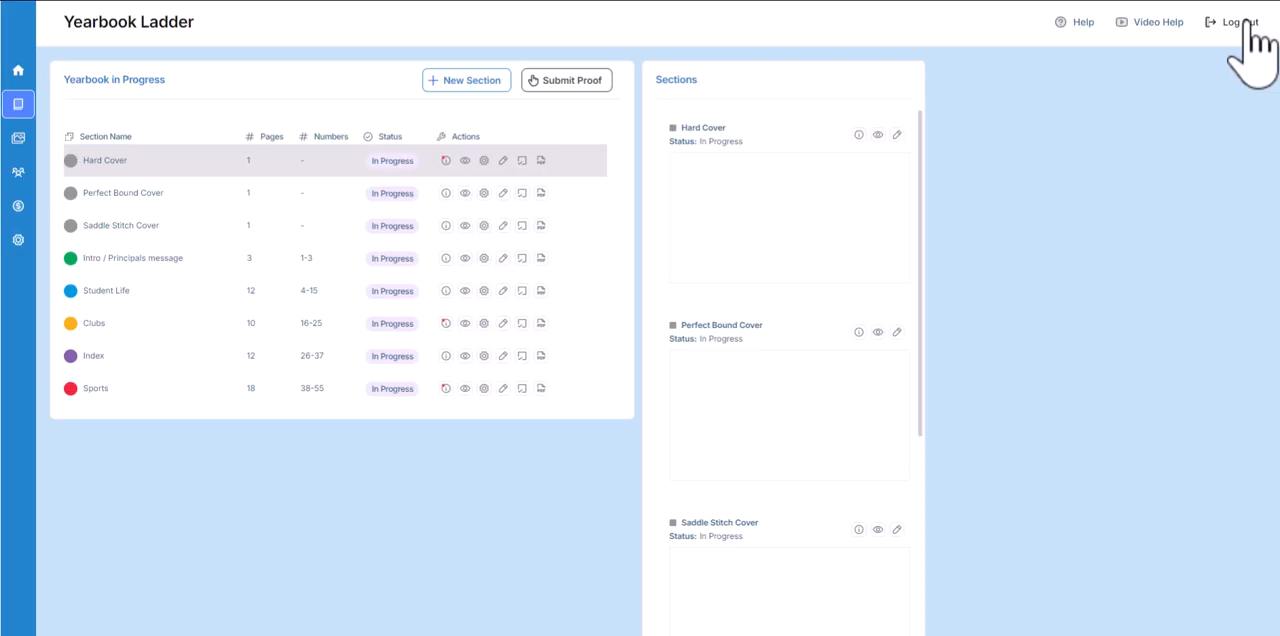 Yearbook Ladder
Help
Video Help
Log
Yearbook in Progress
+ New Section
Submit Proof
Section Name # Pages # Numbers Status Actions
Hard Cover 1 - In Progress
Perfect Bound Cover 1 - In Progress
Saddle Stitch Cover 1 - In Progress
Intro / Principals message 3 1-3 In Progress
Student Life 12 4-15 In Progress
Clubs 10 16-25 In Progress
Index 12 26-37 In Progress
Sports 18 38-55 In Progress
Sections
Hard Cover
Status: In Progress
Perfect Bound Cover
Status: In Progress
Saddle Stitch Cover
Status: In Progress